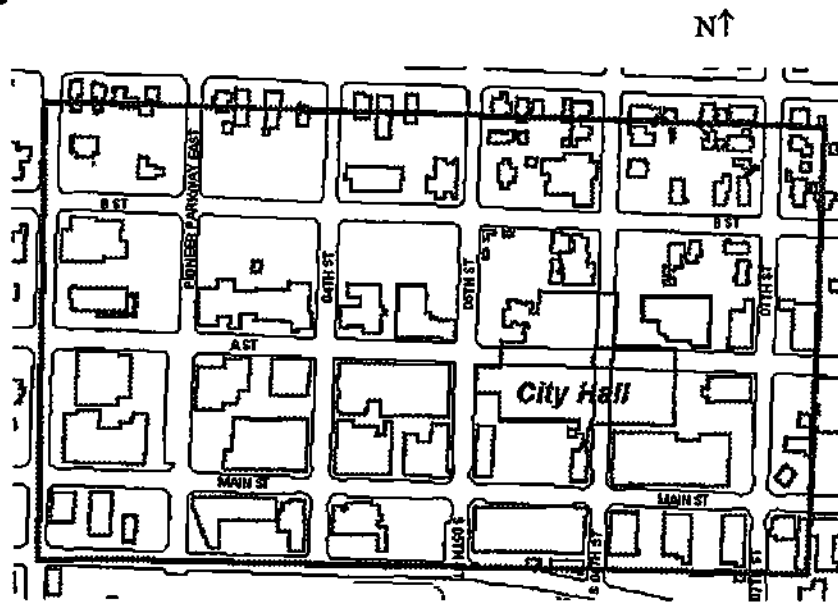 N↑
PIONEER PARKWAY EAST
B ST
B ST
04TH ST
05TH ST
07TH ST
A ST
City Hall
MAIN ST
MAIN ST
S 05TH